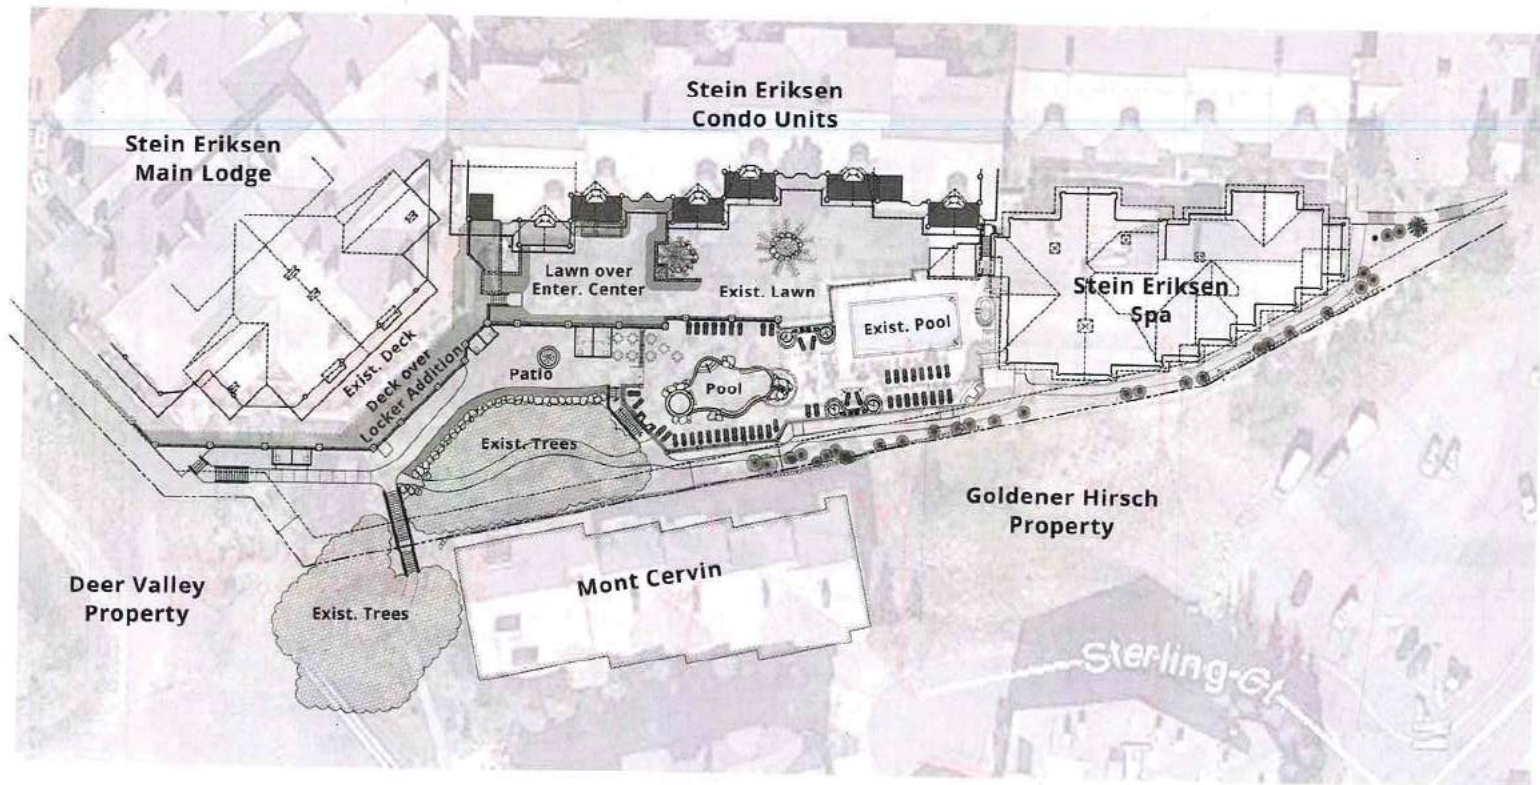 Stein Eriksen
Condo Units
Stein Eriksen
Main Lodge
Lawn over
Enter. Center
Exist. Lawn
Stein Eriksen
Spa
Exist. Pool
Exist. Deck
Deck over
Locker Addition
Patio
Pool
Exist. Trees
Goldener Hirsch
Property
Mont Cervin
Deer Valley
Property
Exist. Trees
Sterling-Ct